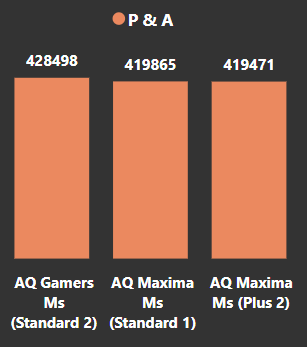 P & A
428498
419865
419471
AQ Gamers
Ms
(Standard 2)
AQ Maxima
Ms
(Standard 1)
AQ Maxima
Ms (Plus 2)